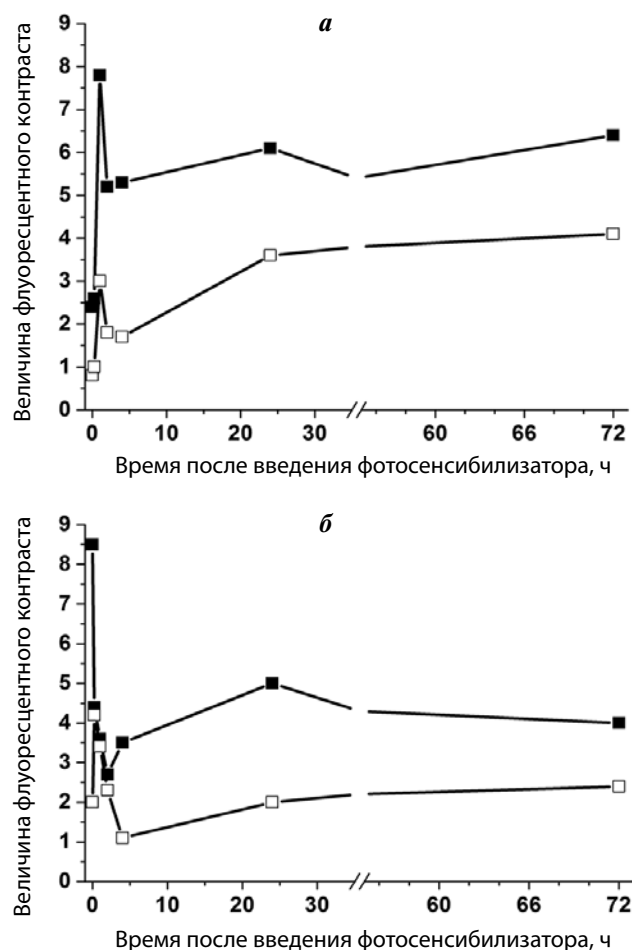 а
Величина флуоресцентного контраста
9
8
7
6
5
4
3
2
1
0
0 10 20 30 60 66 72
Время после введения фотосенсибилизатора, ч
б
Величина флуоресцентного контраста
9
8
7
6
5
4
3
2
1
0
0 10 20 30 60 66 72
Время после введения фотосенсибилизатора, ч